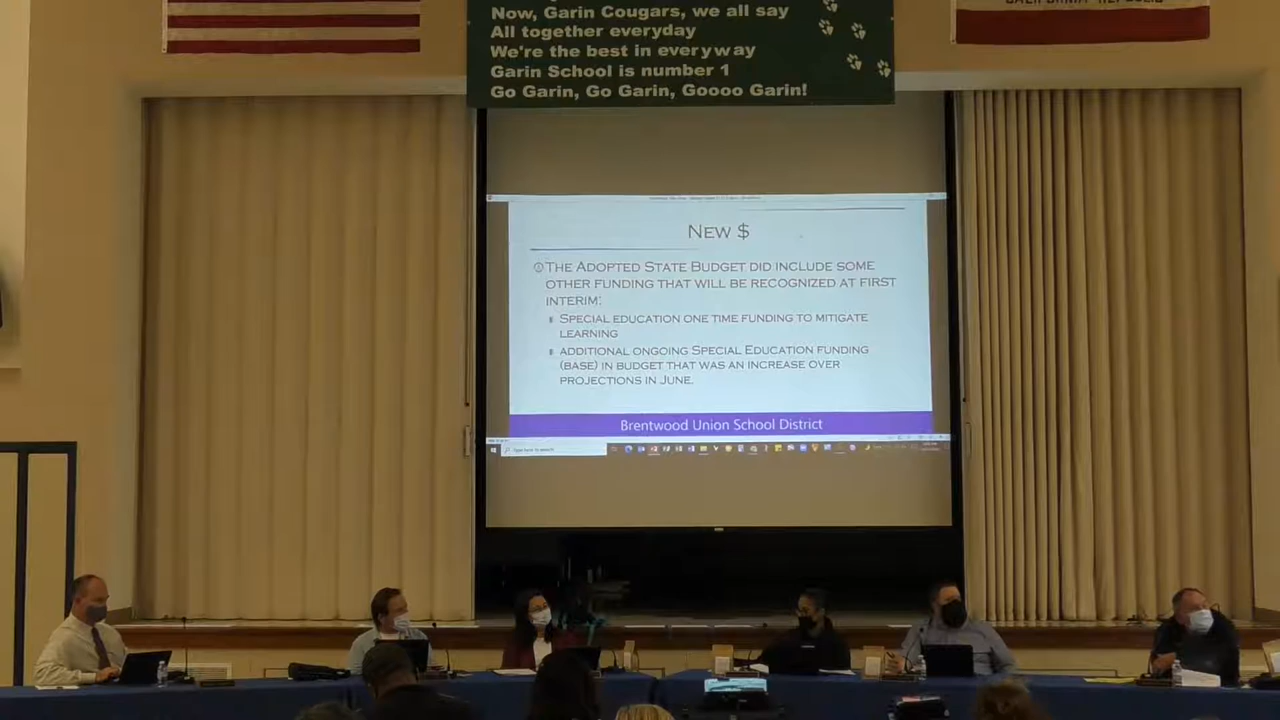 CALIFORNIA REPUBLIC
Now, Garin Cougars, we all say
All together everyday
We're the best in everyway
Garin School is number 1
Go Garin, Go Garin, Goooo Garin!
New $
The Adopted State Budget did include some
other funding that will be recognized at First
Interim:
Special education one time funding to mitigate
learning
additional ongoing Special Education funding
(base) in budget that was an increase over
projections in June.
Brentwood Union School District